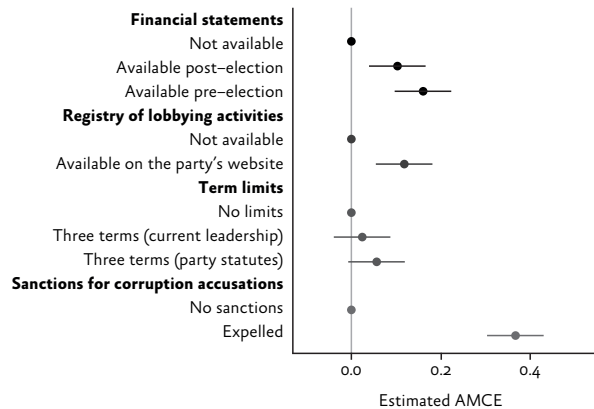 Financial statements
Not available
Available post–election
Available pre–election
Registry of lobbying activities
Not available
Available on the party's website
Term limits
No limits
Three terms (current leadership)
Three terms (party statutes)
Sanctions for corruption accusations
No sanctions
Expelled
0.0 0.2 0.4
Estimated AMCE